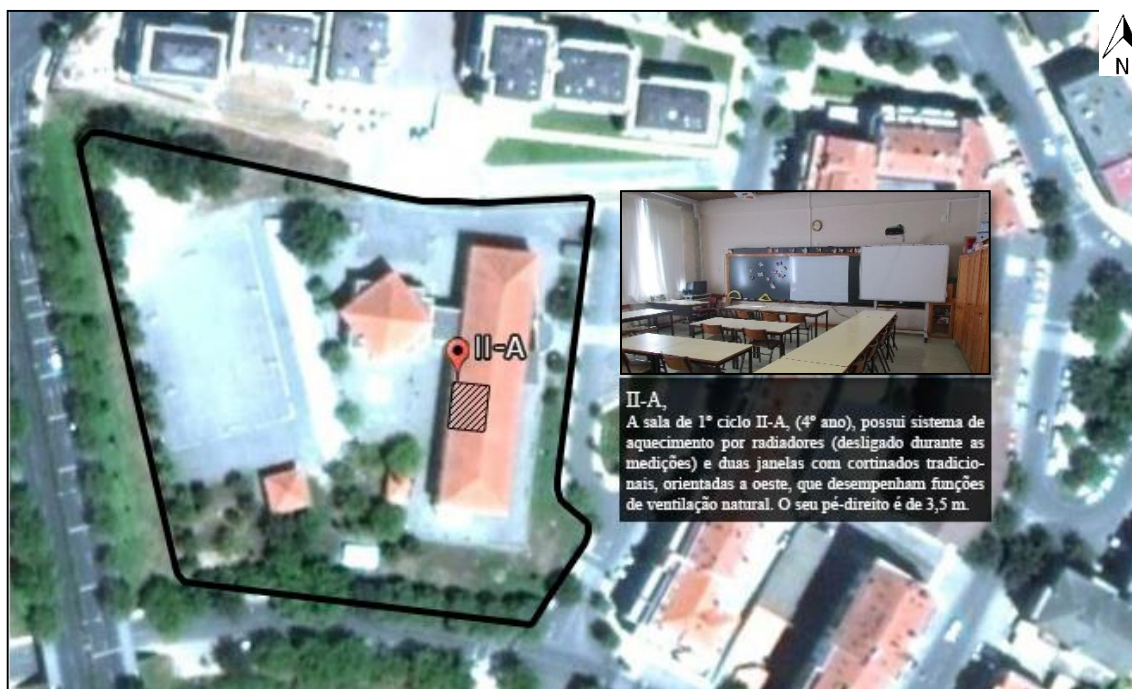 N
II-A
II-A,
A sala de 1º ciclo II-A, (4º ano), possui sistema de
aquecimento por radiadores (desligado durante as
medições) e duas janelas com cortinados tradicio-
nais, orientadas a oeste, que desempenham funções
de ventilação natural. O seu pé-direito é de 3,5 m.